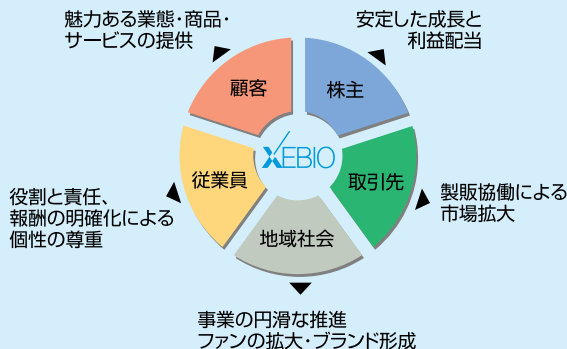 魅力ある業態・商品・
サービスの提供
安定した成長と
利益配当
顧客
株主
XEBIO
従業員
取引先
地域社会
役割と責任、
報酬の明確化による
個性の尊重
製販協働による
市場拡大
事業の円滑な推進
ファンの拡大・ブランド形成